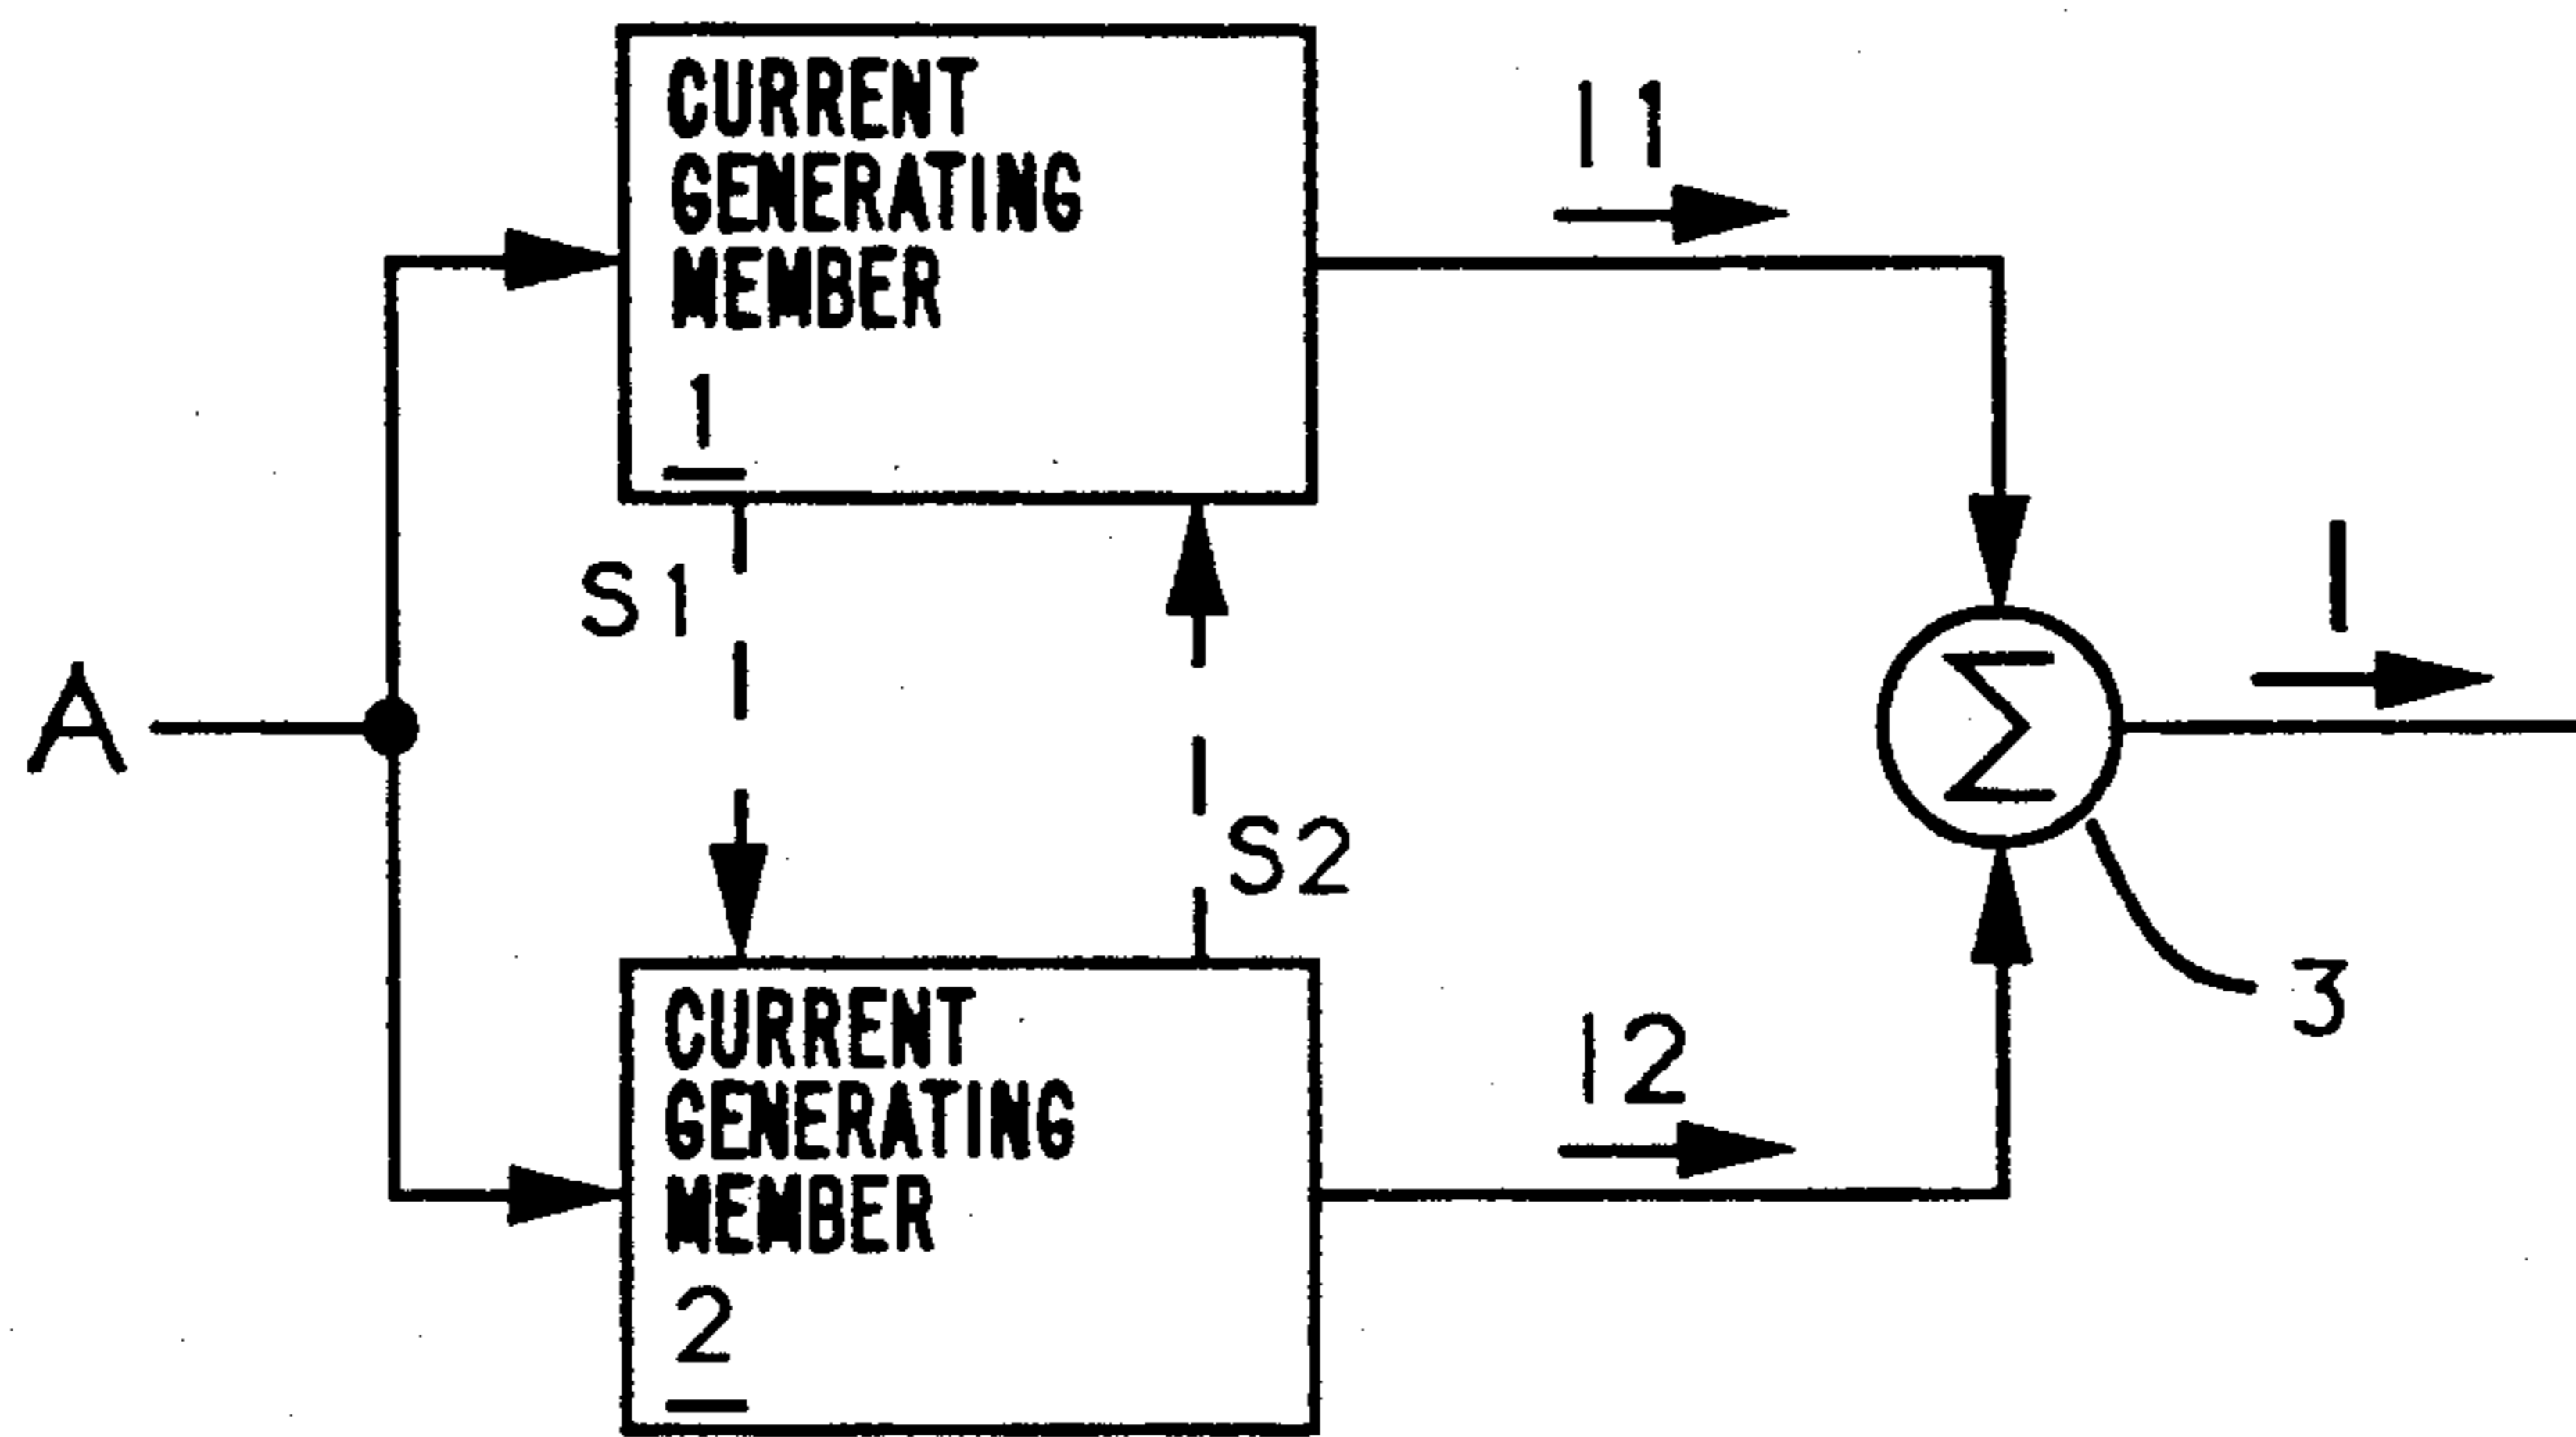 CURRENT
GENERATING
MEMBER
1
I1
S1
I
A
Σ
S2
3
CURRENT
GENERATING
MEMBER
2
I2